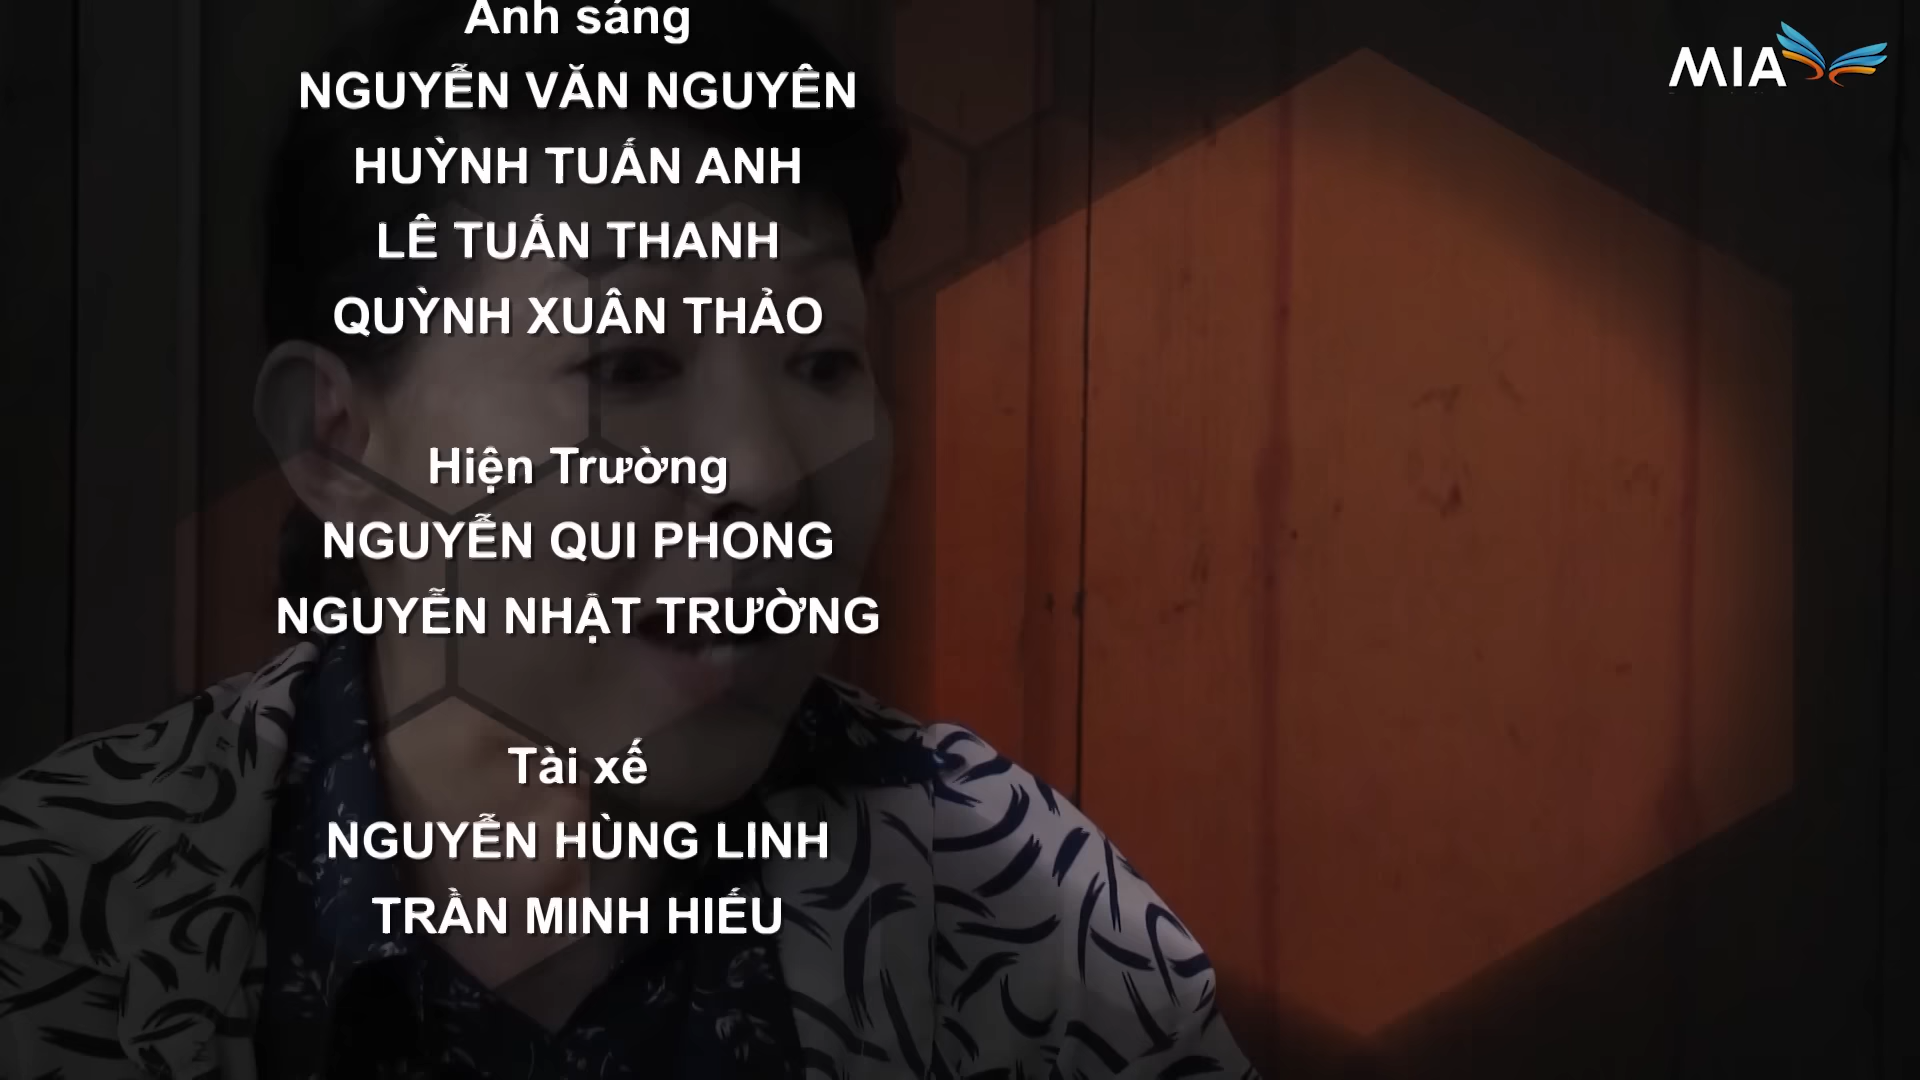 Ánh sáng
NGUYỄN VĂN NGUYÊN
HUỲNH TUẤN ANH
LÊ TUẤN THANH
QUỲNH XUÂN THẢO
Hiện Trường
NGUYỄN QUI PHONG
NGUYỄN NHẬT TRƯỜNG
Tài xế
NGUYỄN HÙNG LINH
TRẦN MINH HIẾU
MIA